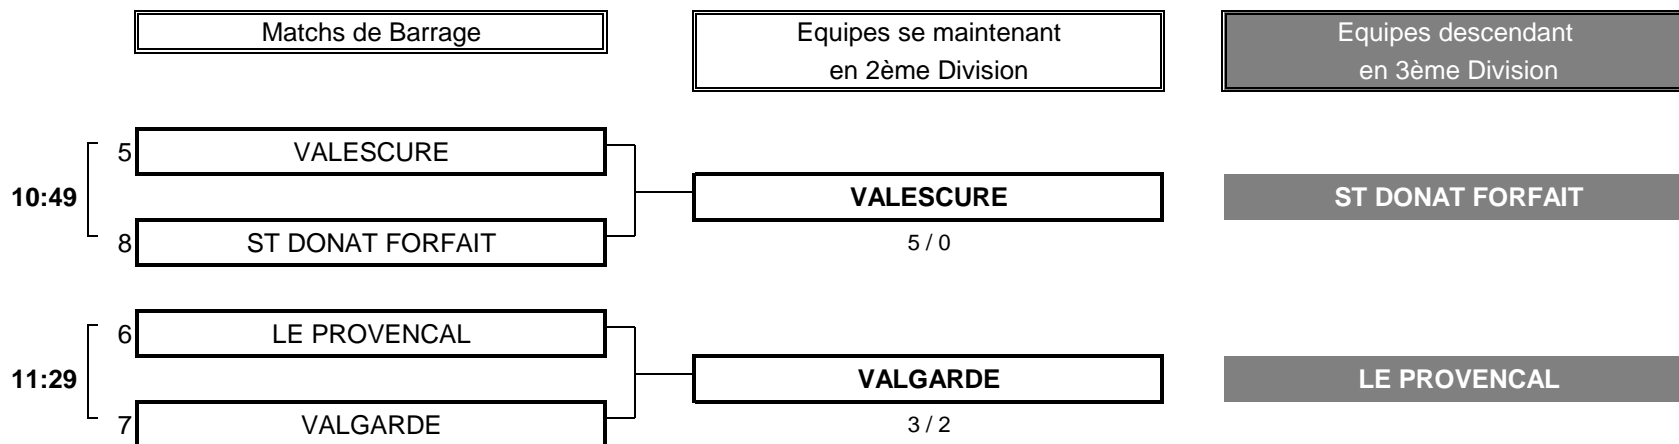 Matchs de Barrage
Equipes se maintenant
en 2ème Division
Equipes descendant
en 3ème Division
5 VALESCURE
10:49
VALESCURE
ST DONAT FORFAIT
8 ST DONAT FORFAIT
5 / 0
6 LE PROVENCAL
11:29
VALGARDE
LE PROVENCAL
7 VALGARDE
3 / 2